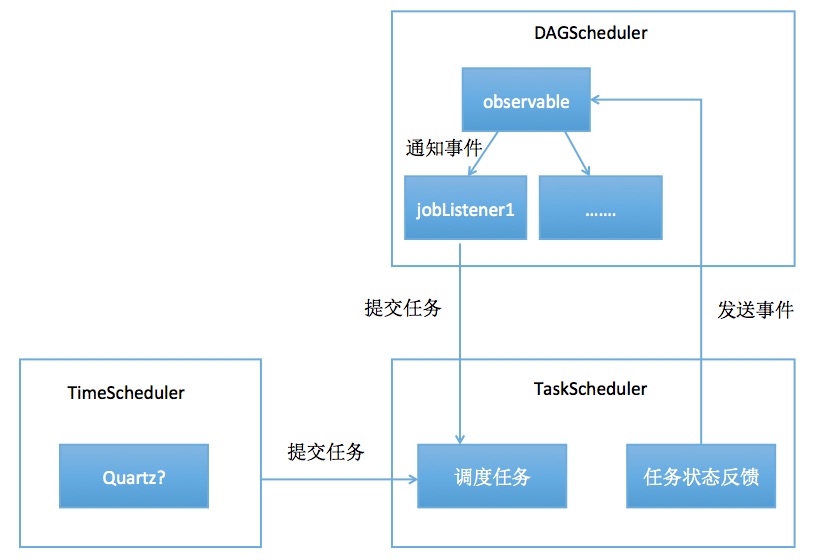 DAGScheduler
observable
通知事件
jobListener1
.......
提交任务
发送事件
TimeScheduler
TaskScheduler
提交任务
Quartz?
调度任务
任务状态反馈